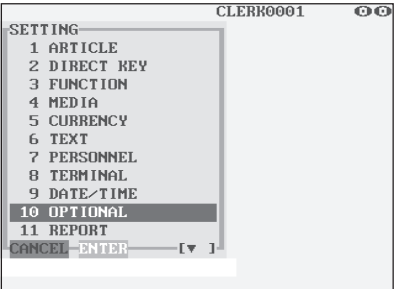 CLERK0001
SETTING
1 ARTICLE
2 DIRECT KEY
3 FUNCTION
4 MEDIA
5 CURRENCY
6 TEXT
7 PERSONNEL
8 TERMINAL
9 DATE/TIME
10 OPTIONAL
11 REPORT
CANCEL ENTER [▼ ]